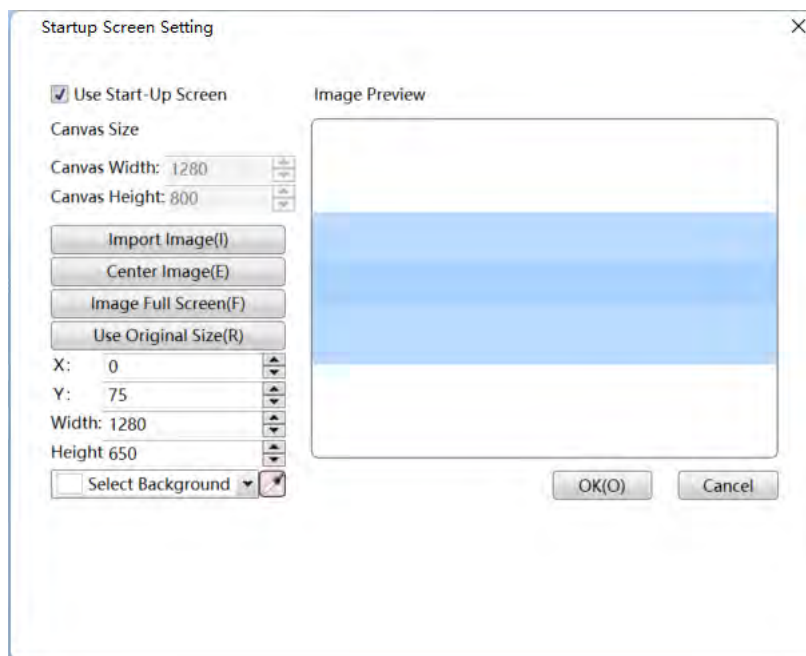 Startup Screen Setting
Use Start-Up Screen
Image Preview
Canvas Size
Canvas Width: 1280
Canvas Height: 800
Import Image(I)
Center Image(E)
Image Full Screen(F)
Use Original Size(R)
X: 0
Y: 75
Width: 1280
Height 650
Select Background
OK(O)
Cancel